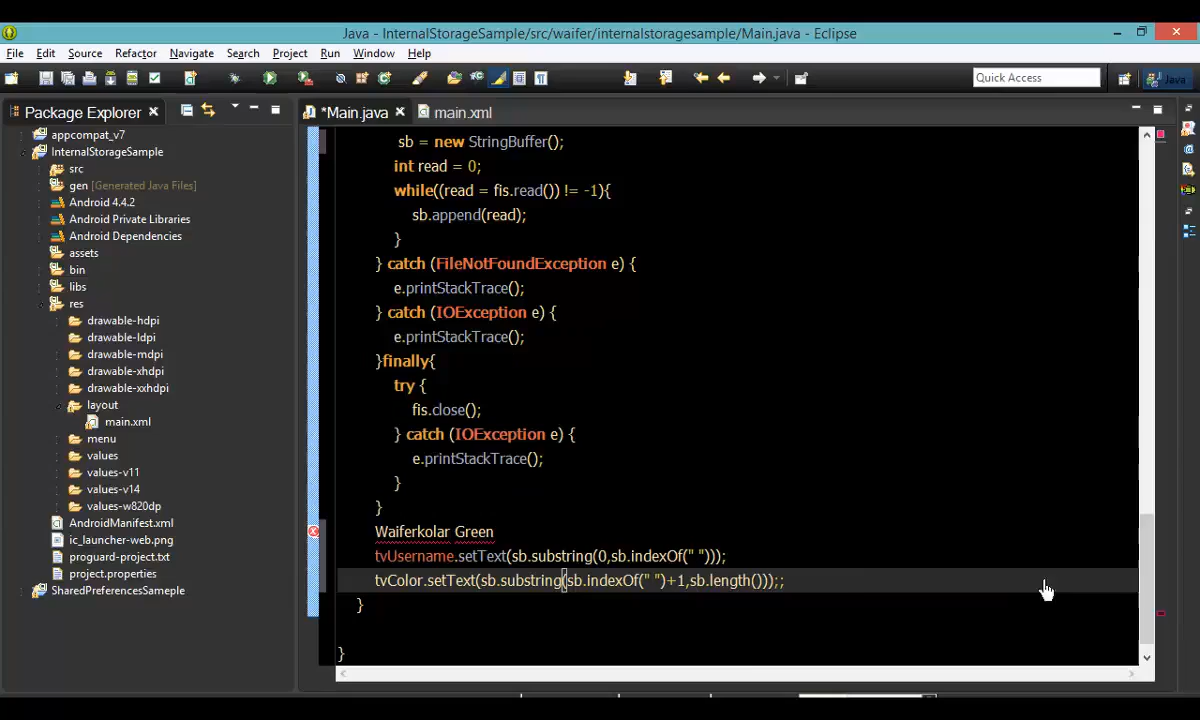 Java - InternalStorageSample/src/waifer/internalstoragesample/Main.java - Eclipse
File Edit Source Refactor Navigate Search Project Run Window Help
Quick Access
Java
Package Explorer
*Main.java
main.xml
appcompat_v7
InternalStorageSample
src
gen [Generated Java Files]
Android 4.4.2
Android Private Libraries
Android Dependencies
assets
bin
libs
res
drawable-hdpi
drawable-ldpi
drawable-mdpi
drawable-xhdpi
drawable-xxhdpi
layout
main.xml
menu
values
values-v11
values-v14
values-w820dp
AndroidManifest.xml
ic_launcher-web.png
proguard-project.txt
project.properties
SharedPreferencesSameple
sb = new StringBuffer();
int read = 0;
while((read = fis.read()) != -1){
sb.append(read);
}
} catch (FileNotFoundException e) {
e.printStackTrace();
} catch (IOException e) {
e.printStackTrace();
}finally{
try {
fis.close();
} catch (IOException e) {
e.printStackTrace();
}
}
Waiferkolar Green
tvUsername.setText(sb.substring(0,sb.indexOf(" ")));
tvColor.setText(sb.substring(sb.indexOf(" ")+1,sb.length()));;
}
}